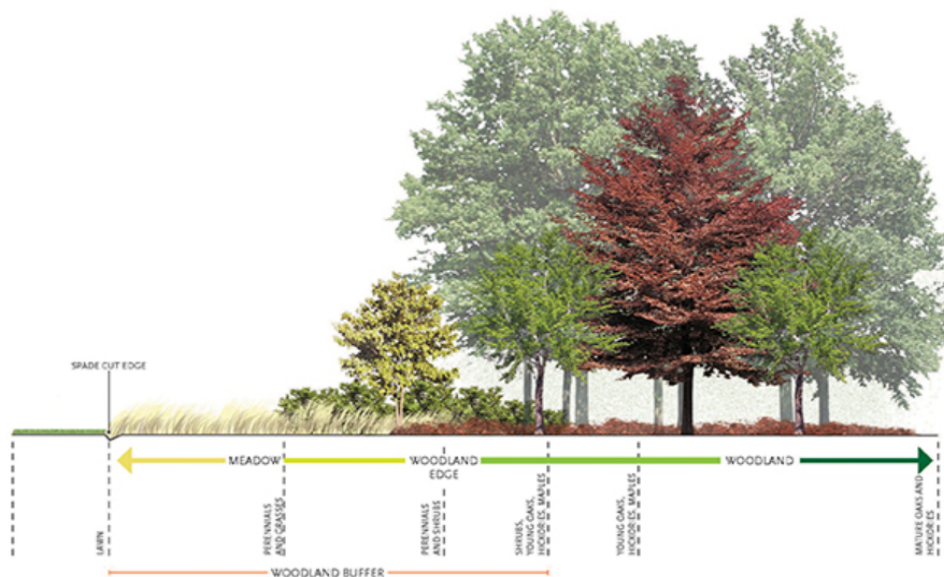 SPADE CUT EDGE
MEADOW
WOODLAND
EDGE
WOODLAND
LAWN
PERENNIALS
AND GRASSES
PERENNIALS
AND SHRUBS
SHRUBS,
YOUNG OAKS,
HICKORIES, MAPLES
YOUNG OAKS,
HICKORIES, MAPLES
MATURE OAKS AND
HICKORIES
WOODLAND BUFFER